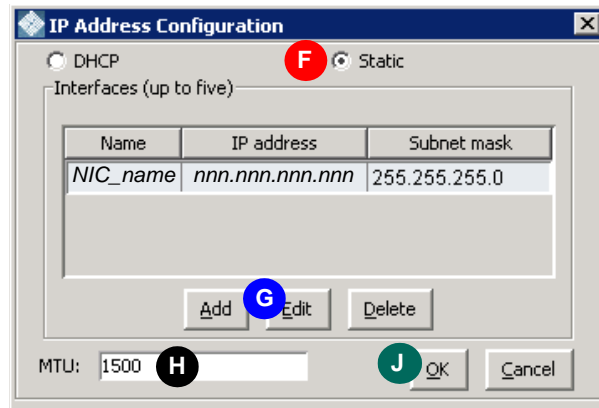 IP Address Configuration
DHCP F Static
Interfaces (up to five)
Name IP address Subnet mask
NIC_name nnn.nnn.nnn.nnn 255.255.255.0
Add G Edit Delete
MTU: 1500 H J OK Cancel